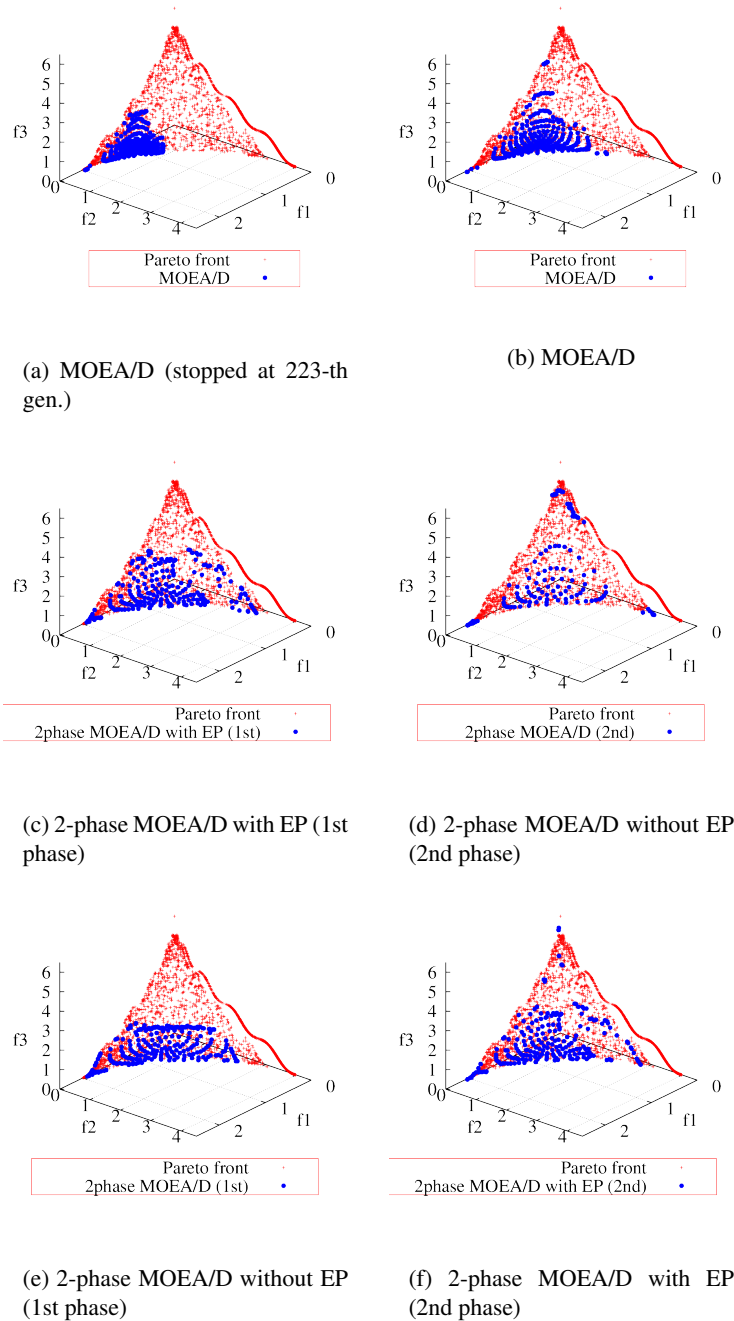 6
5
4
f3 3
2
1
0
0 1 2 3 4
f2
2 1 0
f1
Pareto front
MOEA/D
6
5
4
f3 3
2
1
0
0 1 2 3 4
f2
2 1 0
f1
Pareto front
MOEA/D
(a) MOEA/D (stopped at 223-th
gen.)
(b) MOEA/D
6
5
4
f3 3
2
1
0
0 1 2 3 4
f2
2 1 0
f1
Pareto front
2phase MOEA/D with EP (1st)
6
5
4
f3 3
2
1
0
0 1 2 3 4
f2
2 1 0
f1
Pareto front
2phase MOEA/D (2nd)
(c) 2-phase MOEA/D with EP (1st
phase)
(d) 2-phase MOEA/D without EP
(2nd phase)
6
5
4
f3 3
2
1
0
0 1 2 3 4
f2
2 1 0
f1
Pareto front
2phase MOEA/D (1st)
6
5
4
f3 3
2
1
0
0 1 2 3 4
f2
2 1 0
f1
Pareto front
2phase MOEA/D with EP (2nd)
(e) 2-phase MOEA/D without EP
(1st phase)
(f) 2-phase MOEA/D with EP
(2nd phase)